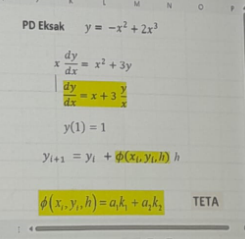 L M N O P
PD Eksak y = −x² + 2x³
x dy/dx = x² + 3y
dy/dx = x + 3 y/x
y(1) = 1
yᵢ₊₁ = yᵢ + ϕ(xᵢ, yᵢ, h) h
ϕ(xᵢ, yᵢ, h) = a₁k₁ + a₂k₂ TETA